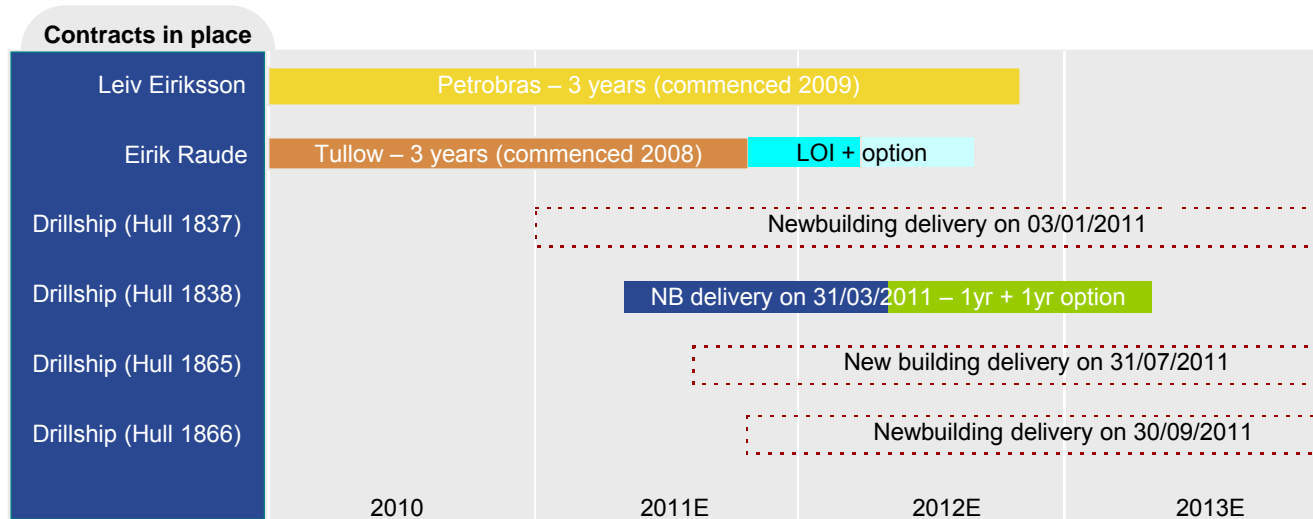 Contracts in place
Leiv Eiriksson
Petrobras – 3 years (commenced 2009)
Eirik Raude
Tullow – 3 years (commenced 2008)
LOI + option
Drillship (Hull 1837)
Newbuilding delivery on 03/01/2011
Drillship (Hull 1838)
NB delivery on 31/03/2011 – 1yr + 1yr option
Drillship (Hull 1865)
New building delivery on 31/07/2011
Drillship (Hull 1866)
Newbuilding delivery on 30/09/2011
2010 2011E 2012E 2013E